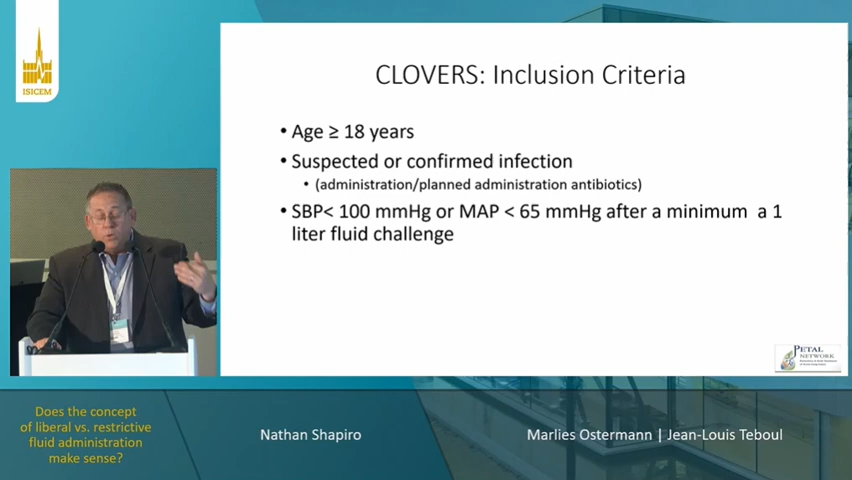 ISICEM
CLOVERS: Inclusion Criteria
• Age ≥ 18 years
• Suspected or confirmed infection
• (administration/planned administration antibiotics)
• SBP< 100 mmHg or MAP < 65 mmHg after a minimum a 1
liter fluid challenge
PETAL
NETWORK
Does the concept
of liberal vs. restrictive
fluid administration
make sense?
Nathan Shapiro
Marlies Ostermann | Jean-Louis Teboul